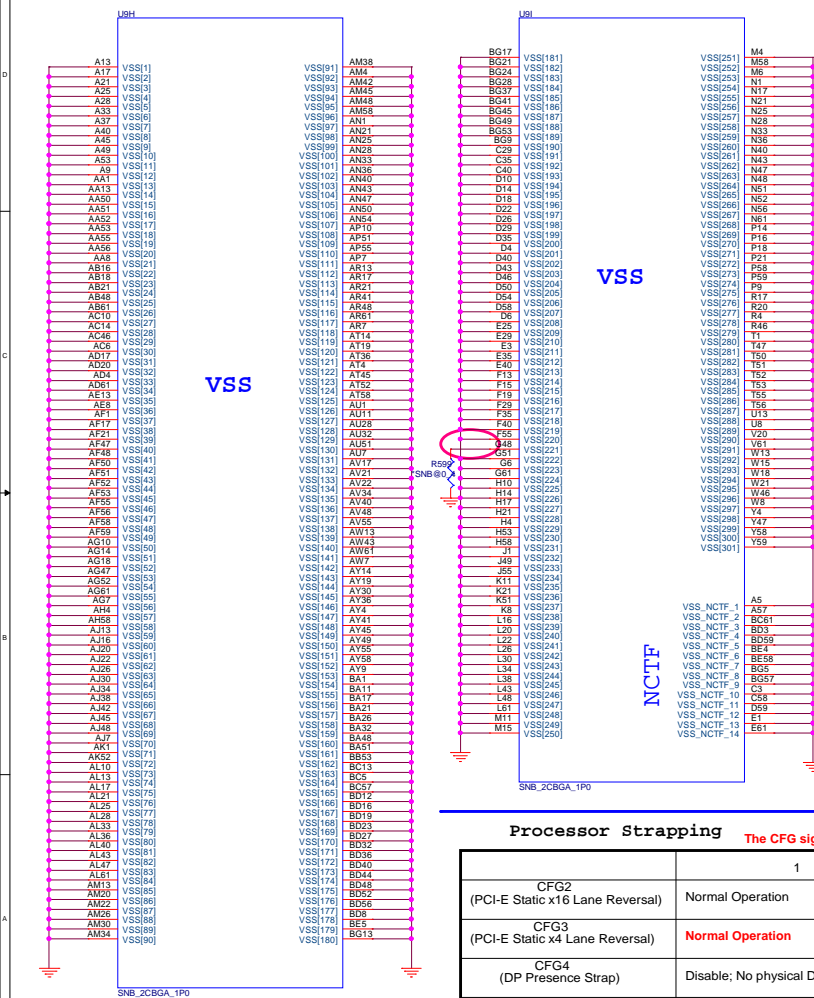 U9H
A13 VSS[1] VSS[91] AM38
A17 VSS[2] VSS[92] AM4
A21 VSS[3] VSS[93] AM42
A25 VSS[4] VSS[94] AM45
A28 VSS[5] VSS[95] AM48
A33 VSS[6] VSS[96] AM58
A37 VSS[7] VSS[97] AN1
A40 VSS[8] VSS[98] AN21
A45 VSS[9] VSS[99] AN25
A49 VSS[10] VSS[100] AN28
A53 VSS[11] VSS[101] AN33
A9 VSS[12] VSS[102] AN36
AA1 VSS[13] VSS[103] AN40
AA13 VSS[14] VSS[104] AN43
AA50 VSS[15] VSS[105] AN47
AA51 VSS[16] VSS[106] AN50
AA52 VSS[17] VSS[107] AN54
AA53 VSS[18] VSS[108] AP10
AA55 VSS[19] VSS[109] AP51
AA56 VSS[20] VSS[110] AP55
AA8 VSS[21] VSS[111] AP7
AB16 VSS[22] VSS[112] AR13
AB18 VSS[23] VSS[113] AR17
AB21 VSS[24] VSS[114] AR21
AB48 VSS[25] VSS[115] AR41
AB61 VSS[26] VSS[116] AR48
AC10 VSS[27] VSS[117] AR61
AC14 VSS[28] VSS[118] AR7
AC46 VSS[29] VSS[119] AT14
AC6 VSS[30] VSS[120] AT19
AD17 VSS[31] VSS[121] AT36
AD20 VSS[32] VSS[122] AT4
AD4 VSS[33] VSS[123] AT45
AD61 VSS[34] VSS[124] AT52
AE13 VSS[35] VSS[125] AT58
AE8 VSS[36] VSS[126] AU1
AF1 VSS[37] VSS[127] AU11
AF17 VSS[38] VSS[128] AU28
AF21 VSS[39] VSS[129] AU32
AF47 VSS[40] VSS[130] AU51
AF48 VSS[41] VSS[131] AU7
AF50 VSS[42] VSS[132] AV17
AF51 VSS[43] VSS[133] AV21
AF52 VSS[44] VSS[134] AV22
AF53 VSS[45] VSS[135] AV34
AF55 VSS[46] VSS[136] AV40
AF56 VSS[47] VSS[137] AV48
AF58 VSS[48] VSS[138] AV55
AF59 VSS[49] VSS[139] AW13
AG10 VSS[50] VSS[140] AW43
AG14 VSS[51] VSS[141] AW61
AG18 VSS[52] VSS[142] AW7
AG47 VSS[53] VSS[143] AY14
AG52 VSS[54] VSS[144] AY19
AG61 VSS[55] VSS[145] AY30
AG7 VSS[56] VSS[146] AY36
AH4 VSS[57] VSS[147] AY4
AH58 VSS[58] VSS[148] AY41
AJ13 VSS[59] VSS[149] AY45
AJ16 VSS[60] VSS[150] AY49
AJ20 VSS[61] VSS[151] AY55
AJ22 VSS[62] VSS[152] AY58
AJ26 VSS[63] VSS[153] AY9
AJ30 VSS[64] VSS[154] BA1
AJ34 VSS[65] VSS[155] BA11
AJ38 VSS[66] VSS[156] BA17
AJ42 VSS[67] VSS[157] BA21
AJ45 VSS[68] VSS[158] BA26
AJ48 VSS[69] VSS[159] BA32
AJ7 VSS[70] VSS[160] BA48
AK1 VSS[71] VSS[161] BA51
AK52 VSS[72] VSS[162] BB53
AL10 VSS[73] VSS[163] BC13
AL13 VSS[74] VSS[164] BC5
AL17 VSS[75] VSS[165] BC57
AL21 VSS[76] VSS[166] BD12
AL25 VSS[77] VSS[167] BD16
AL28 VSS[78] VSS[168] BD19
AL33 VSS[79] VSS[169] BD23
AL36 VSS[80] VSS[170] BD27
AL40 VSS[81] VSS[171] BD32
AL43 VSS[82] VSS[172] BD36
AL47 VSS[83] VSS[173] BD40
AL61 VSS[84] VSS[174] BD44
AM13 VSS[85] VSS[175] BD48
AM20 VSS[86] VSS[176] BD52
AM22 VSS[87] VSS[177] BD56
AM26 VSS[88] VSS[178] BD8
AM30 VSS[89] VSS[179] BE5
AM34 VSS[90] VSS[180] BG13
VSS
SNB_2CBGA_1P0
U9I
BG17 VSS[181] VSS[251] M4
BG21 VSS[182] VSS[252] M58
BG24 VSS[183] VSS[253] M6
BG28 VSS[184] VSS[254] N1
BG37 VSS[185] VSS[255] N17
BG41 VSS[186] VSS[256] N21
BG45 VSS[187] VSS[257] N25
BG49 VSS[188] VSS[258] N28
BG53 VSS[189] VSS[259] N33
BG9 VSS[190] VSS[260] N36
C29 VSS[191] VSS[261] N40
C35 VSS[192] VSS[262] N43
C40 VSS[193] VSS[263] N47
D10 VSS[194] VSS[264] N48
D14 VSS[195] VSS[265] N51
D18 VSS[196] VSS[266] N52
D22 VSS[197] VSS[267] N56
D26 VSS[198] VSS[268] N61
D29 VSS[199] VSS[269] P14
D35 VSS[200] VSS[270] P16
D4 VSS[201] VSS[271] P18
D40 VSS[202] VSS[272] P21
D43 VSS[203] VSS[273] P58
D46 VSS[204] VSS[274] P59
D50 VSS[205] VSS[275] P9
D54 VSS[206] VSS[276] R17
D58 VSS[207] VSS[277] R20
D6 VSS[208] VSS[278] R4
E25 VSS[209] VSS[279] R46
E29 VSS[210] VSS[280] T1
E3 VSS[211] VSS[281] T47
E35 VSS[212] VSS[282] T50
E40 VSS[213] VSS[283] T51
F13 VSS[214] VSS[284] T52
F15 VSS[215] VSS[285] T53
F19 VSS[216] VSS[286] T55
F29 VSS[217] VSS[287] T56
F35 VSS[218] VSS[288] U13
F40 VSS[219] VSS[289] U8
F55 VSS[220] VSS[290] V20
G48 VSS[221] VSS[291] V61
G51 VSS[222] VSS[292] W13
G6 VSS[223] VSS[293] W15
G61 VSS[224] VSS[294] W18
H10 VSS[225] VSS[295] W21
H14 VSS[226] VSS[296] W46
H17 VSS[227] VSS[297] W8
H21 VSS[228] VSS[298] Y4
H4 VSS[229] VSS[299] Y47
H53 VSS[230] VSS[300] Y58
H58 VSS[231] VSS[301] Y59
J1 VSS[232]
J49 VSS[233]
J55 VSS[234]
K11 VSS[235]
K21 VSS[236]
K51 VSS[237] VSS_NCTF_1 A5
K8 VSS[238] VSS_NCTF_2 A57
L16 VSS[239] VSS_NCTF_3 BC61
L20 VSS[240] VSS_NCTF_4 BD3
L22 VSS[241] VSS_NCTF_5 BD59
L26 VSS[242] VSS_NCTF_6 BE4
L30 VSS[243] VSS_NCTF_7 BE58
L34 VSS[244] VSS_NCTF_8 BG5
L38 VSS[245] VSS_NCTF_9 BG57
L43 VSS[246] VSS_NCTF_10 C3
L48 VSS[247] VSS_NCTF_11 C58
L61 VSS[248] VSS_NCTF_12 D59
M11 VSS[249] VSS_NCTF_13 E1
M15 VSS[250] VSS_NCTF_14 E61
VSS
NCTF
SNB@0
SNB_2CBGA_1P0
D
C
B
A
Processor Strapping
The CFG sig
1
CFG2
(PCI-E Static x16 Lane Reversal)
Normal Operation
CFG3
(PCI-E Static x4 Lane Reversal)
Normal Operation
CFG4
(DP Presence Strap)
Disable; No physical D